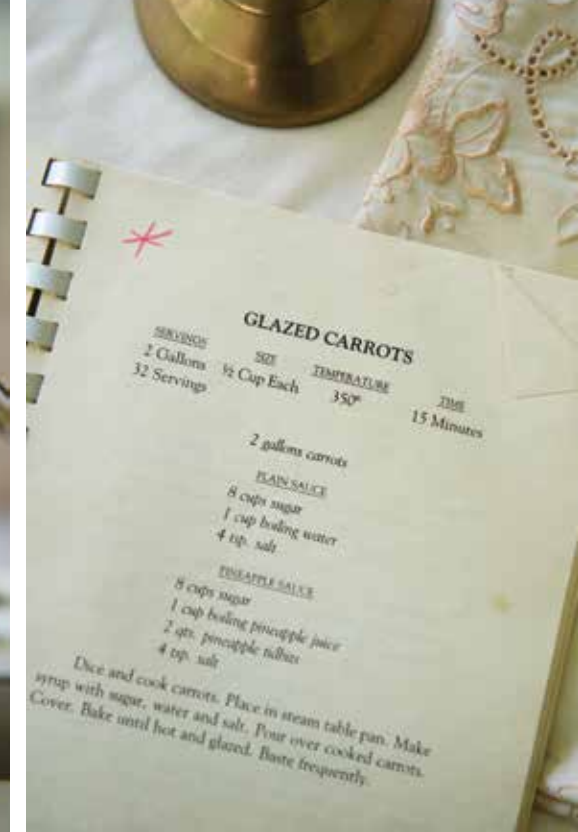 GLAZED CARROTS
SERVINGS SIZE TEMPERATURE TIME
2 Gallons ½ Cup Each 350° 15 Minutes
32 Servings
2 gallons carrots
PLAIN SAUCE
8 cups sugar
1 cup boiling water
4 tsp. salt
PINEAPPLE SAUCE
8 cups sugar
1 cup boiling pineapple juice
2 qts. pineapple tidbits
4 tsp. salt
Dice and cook carrots. Place in steam table pan. Make
syrup with sugar, water and salt. Pour over cooked carrots.
Cover. Bake until hot and glazed. Baste frequently.